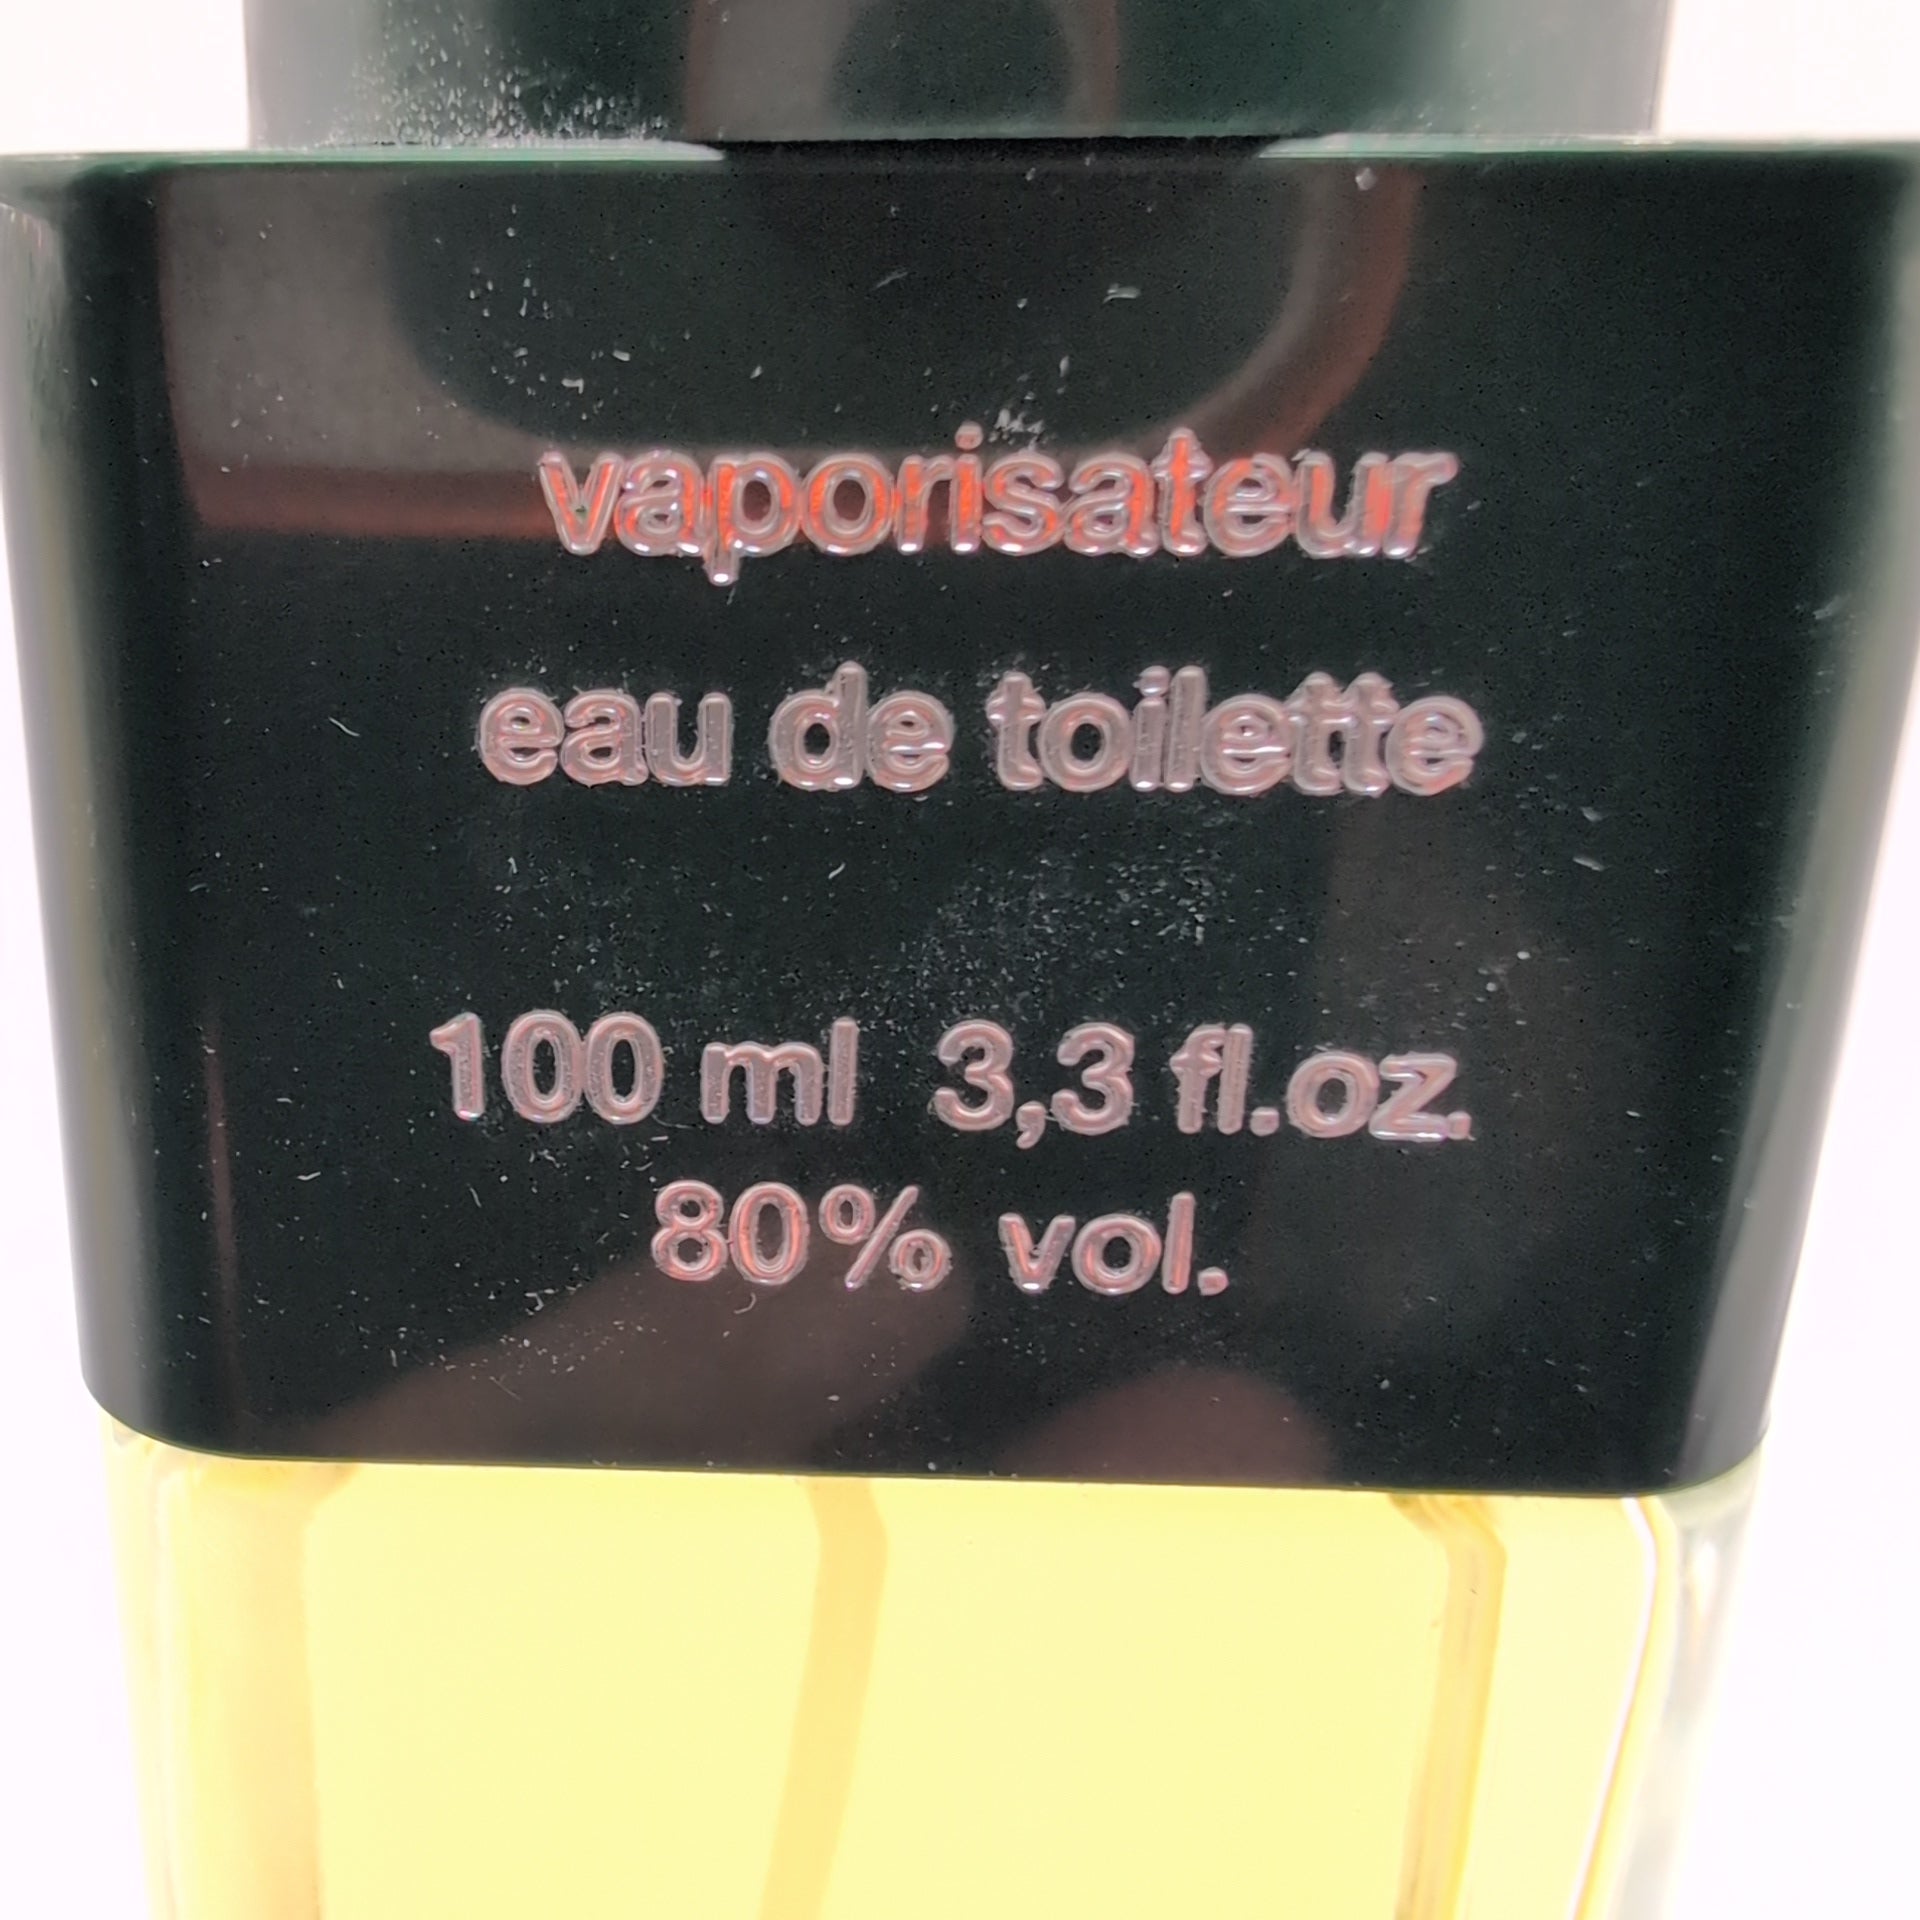 vaporisateur
eau de toilette
100 ml 3,3 fl.oz.
80% vol.